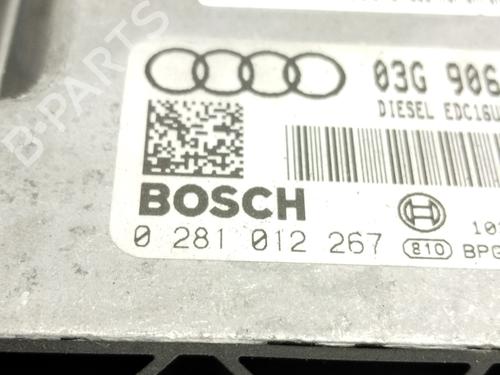 03G 906
DIESEL EDC16U
BOSCH
0 281 012 267 810 BPG
B-PARTS